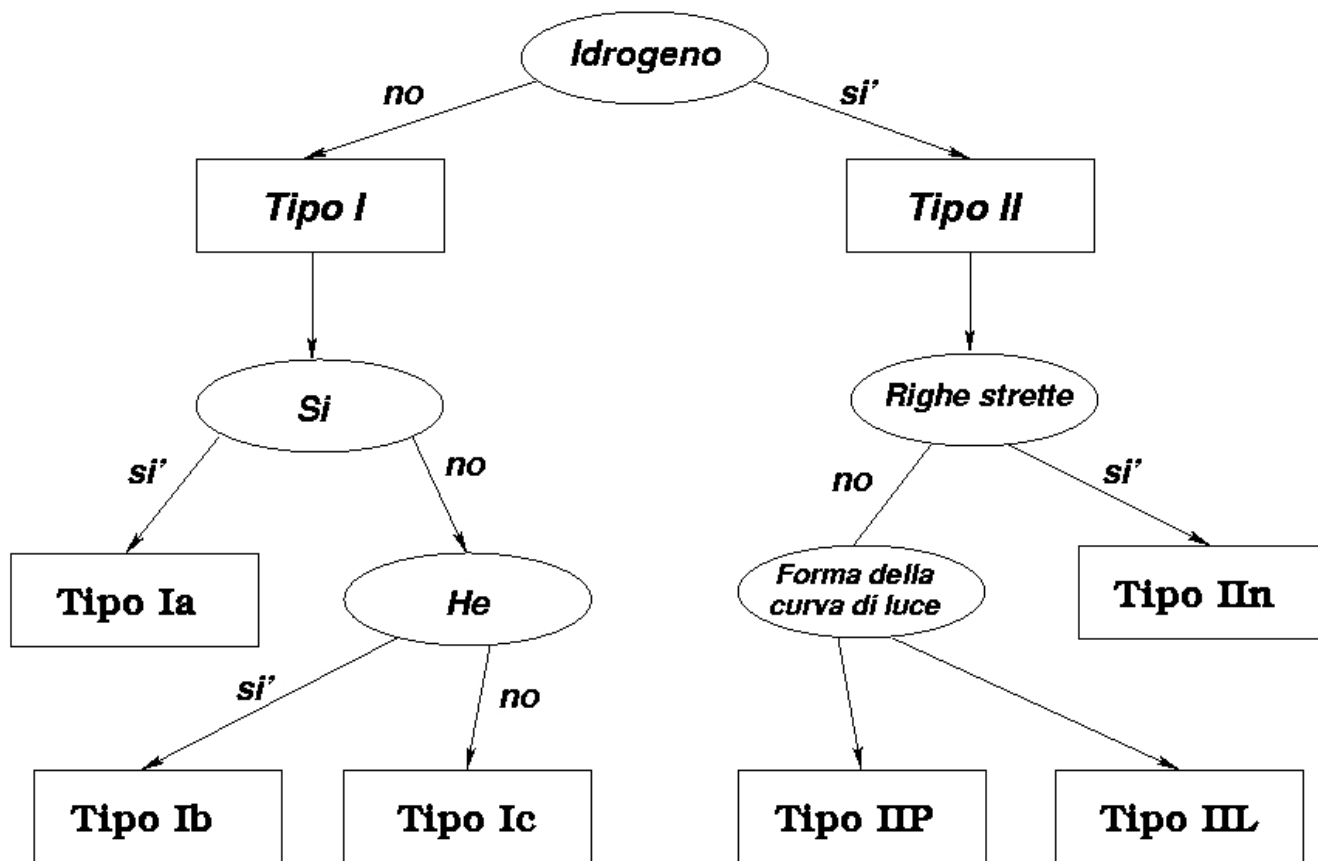 Idrogeno
no
si'
Tipo I
Tipo II
Si
Righe strette
si'
no
no
si'
Tipo Ia
He
Forma della
curva di luce
Tipo IIn
si'
no
Tipo Ib
Tipo Ic
Tipo IIP
Tipo IIL